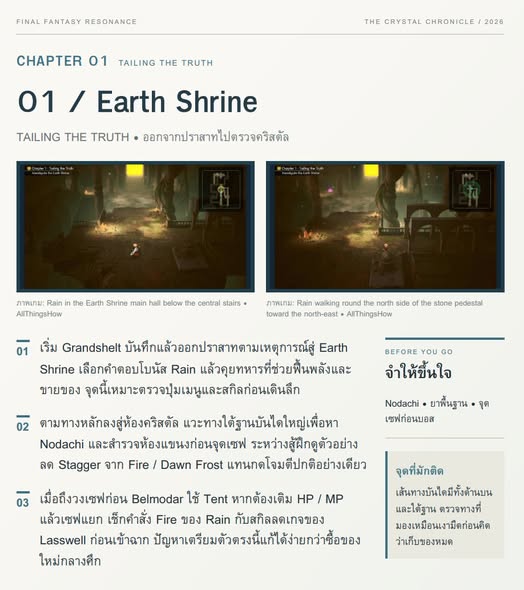 FINAL FANTASY RESONANCE
THE CRYSTAL CHRONICLE / 2026
CHAPTER 01 TAILING THE TRUTH
01 / Earth Shrine
TAILING THE TRUTH • ออกจากปราสาทไปตรวจคริสตัล
Chapter 1 - Tailing the Truth
Investigate the Earth Shrine
Chapter 1 - Tailing the Truth
Investigate the Earth Shrine
ภาพเกม: Rain in the Earth Shrine main hall below the central stairs •
AllThingsHow
ภาพเกม: Rain walking round the north side of the stone pedestal
toward the north-east • AllThingsHow
01
เริ่ม Grandshelt บันทึกแล้วออกปราสาทตามเหตุการณ์สู่ Earth
Shrine เลือกคำตอบโบนัส Rain แล้วคุยทหารที่ช่วยฟื้นพลังและ
ขายของ จุดนี้เหมาะตรวจปุ่มเมนูและสกิลก่อนเดินลึก
02
ตามทางหลักลงสู่ห้องคริสตัล แวะทางใต้ฐานบันไดใหญ่เพื่อหา
Nodachi และสำรวจห้องแขนงก่อนจุดเซฟ ระหว่างสู้ฝึกดูตัวอย่าง
ลด Stagger จาก Fire / Dawn Frost แทนกดโจมตีปกติอย่างเดียว
03
เมื่อถึงวงเซฟก่อน Belmodar ใช้ Tent หากต้องเติม HP / MP
แล้วเซฟแยก เช็กคำสั่ง Fire ของ Rain กับสกิลลดเกจของ
Lasswell ก่อนเข้าฉาก ปัญหาเตรียมตัวตรงนี้แก้ได้ง่ายกว่าซื้อของ
ใหม่กลางศึก
BEFORE YOU GO
จำให้ขึ้นใจ
Nodachi • ยาพื้นฐาน • จุด
เซฟก่อนบอส
จุดที่มักติด
เส้นทางบันไดมีทั้งด้านบน
และใต้ฐาน ตรวจทางที่
มองเหมือนเงามืดก่อนคิด
ว่าเก็บของหมด